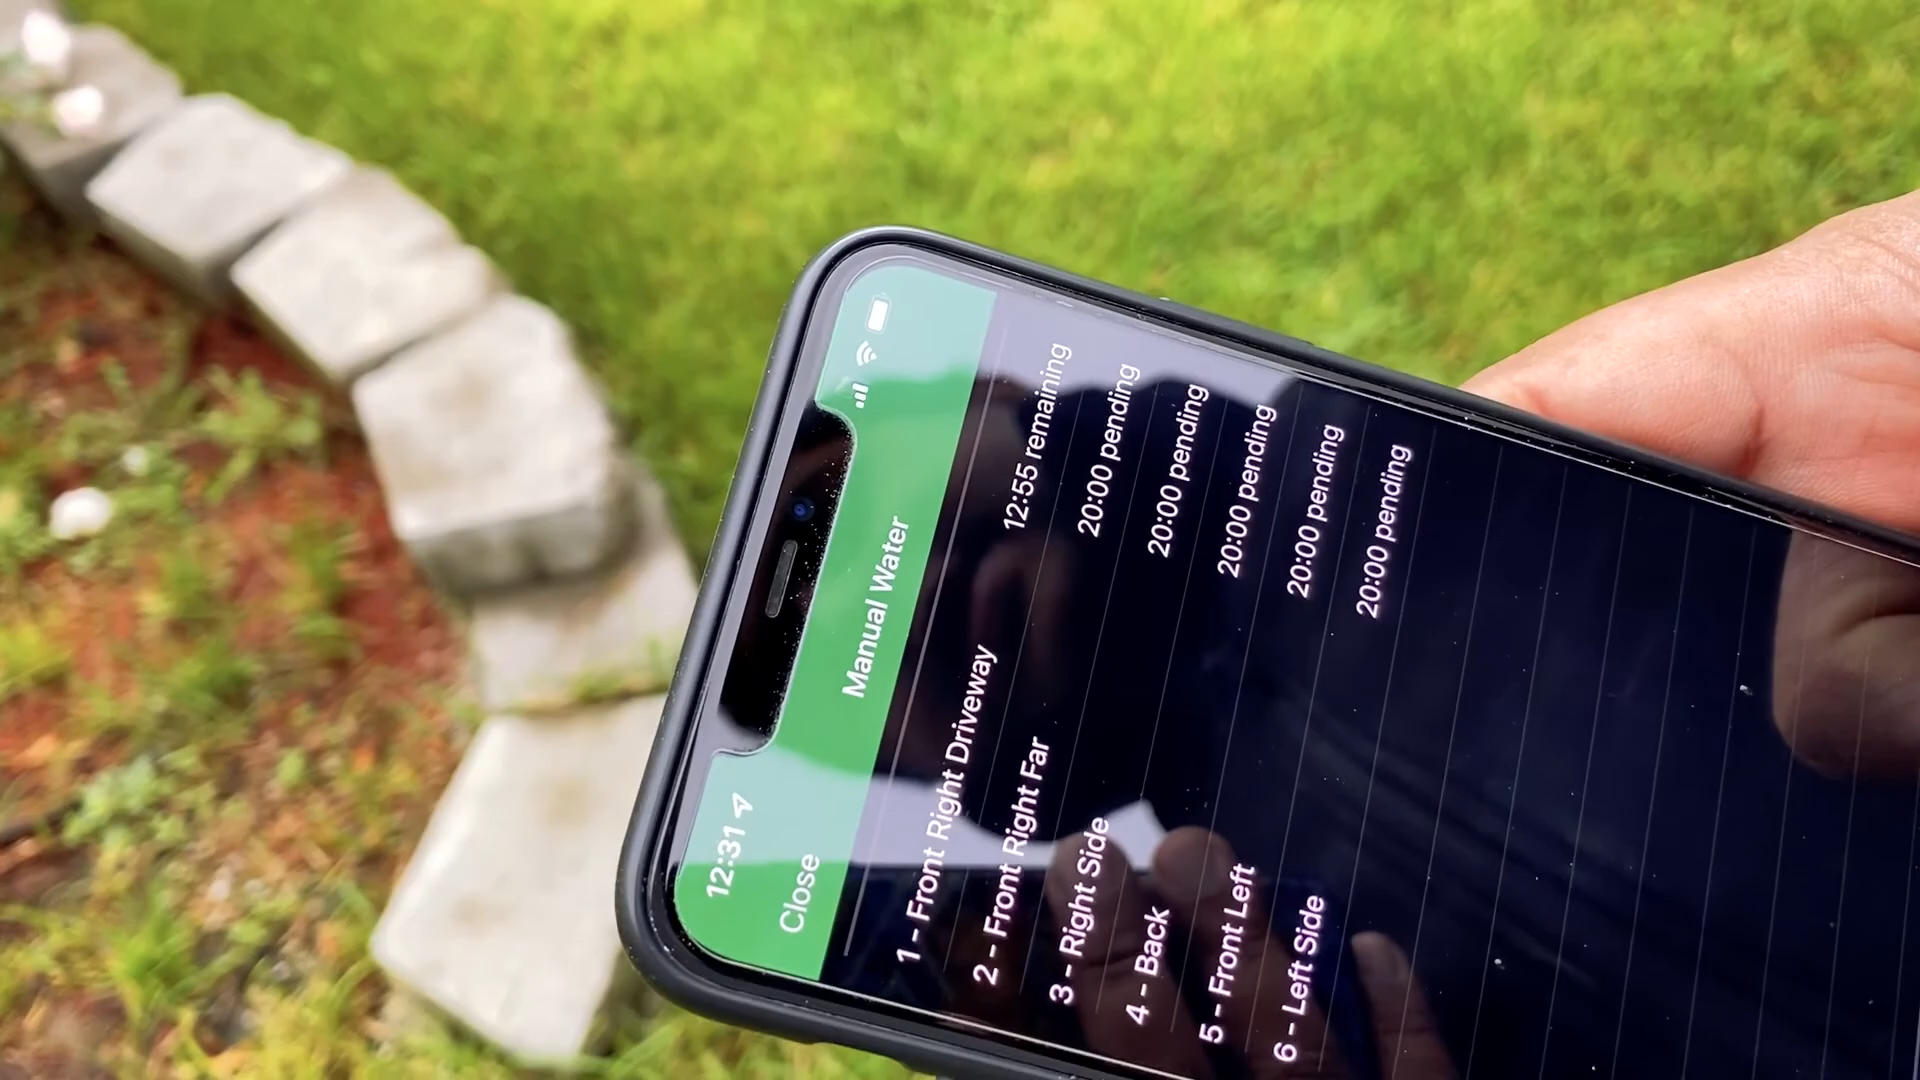 12:31
Close
Manual Water
1 - Front Right Driveway 12:55 remaining
2 - Front Right Far 20:00 pending
3 - Right Side 20:00 pending
4 - Back 20:00 pending
5 - Front Left 20:00 pending
6 - Left Side 20:00 pending